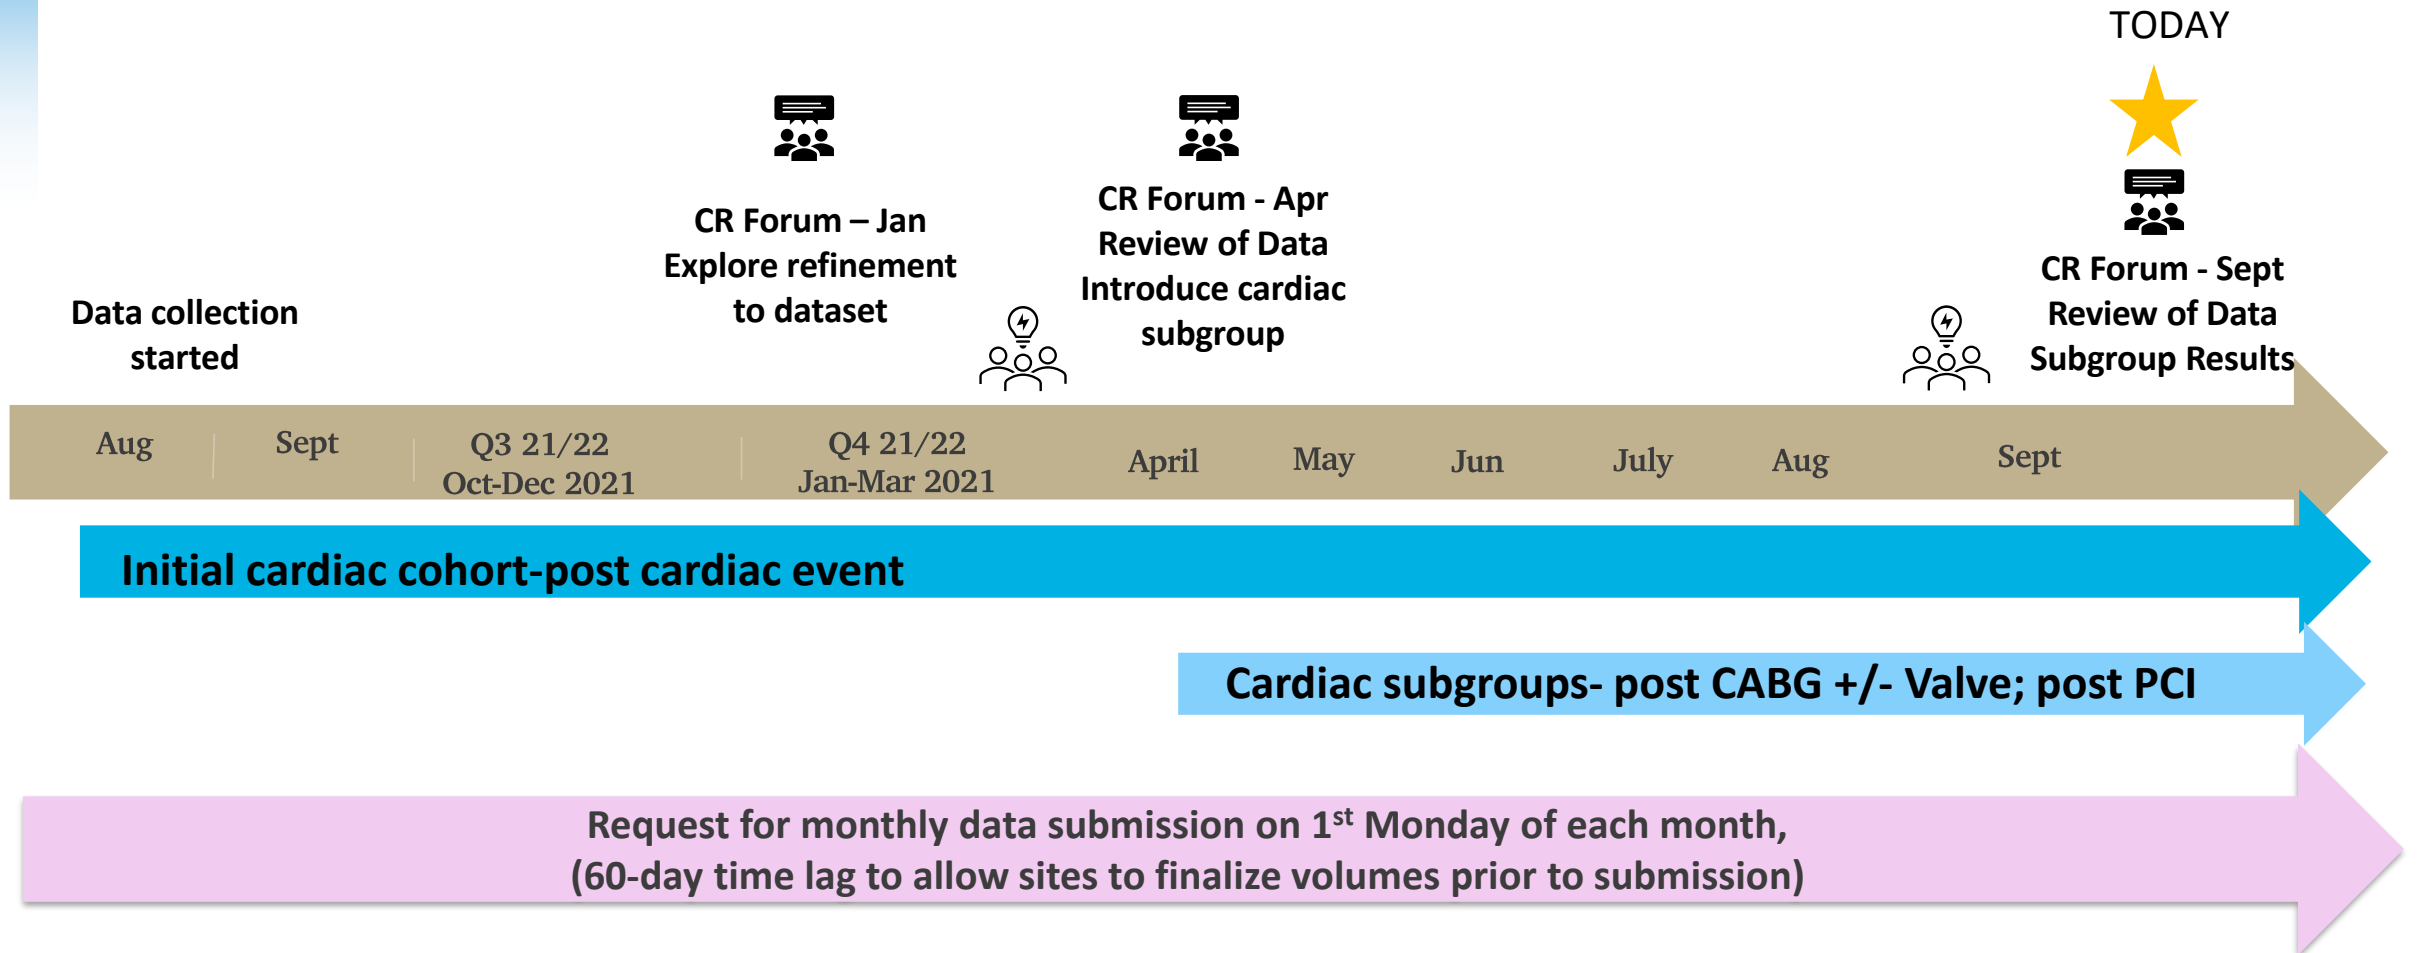 TODAY
CR Forum – Jan
Explore refinement
to dataset
CR Forum - Apr
Review of Data
Introduce cardiac
subgroup
CR Forum - Sept
Review of Data
Subgroup Results
Data collection
started
Aug
Sept
Q3 21/22
Oct-Dec 2021
Q4 21/22
Jan-Mar 2021
April
May
Jun
July
Aug
Sept
Initial cardiac cohort-post cardiac event
Cardiac subgroups- post CABG +/- Valve; post PCI
Request for monthly data submission on 1st Monday of each month,
(60-day time lag to allow sites to finalize volumes prior to submission)